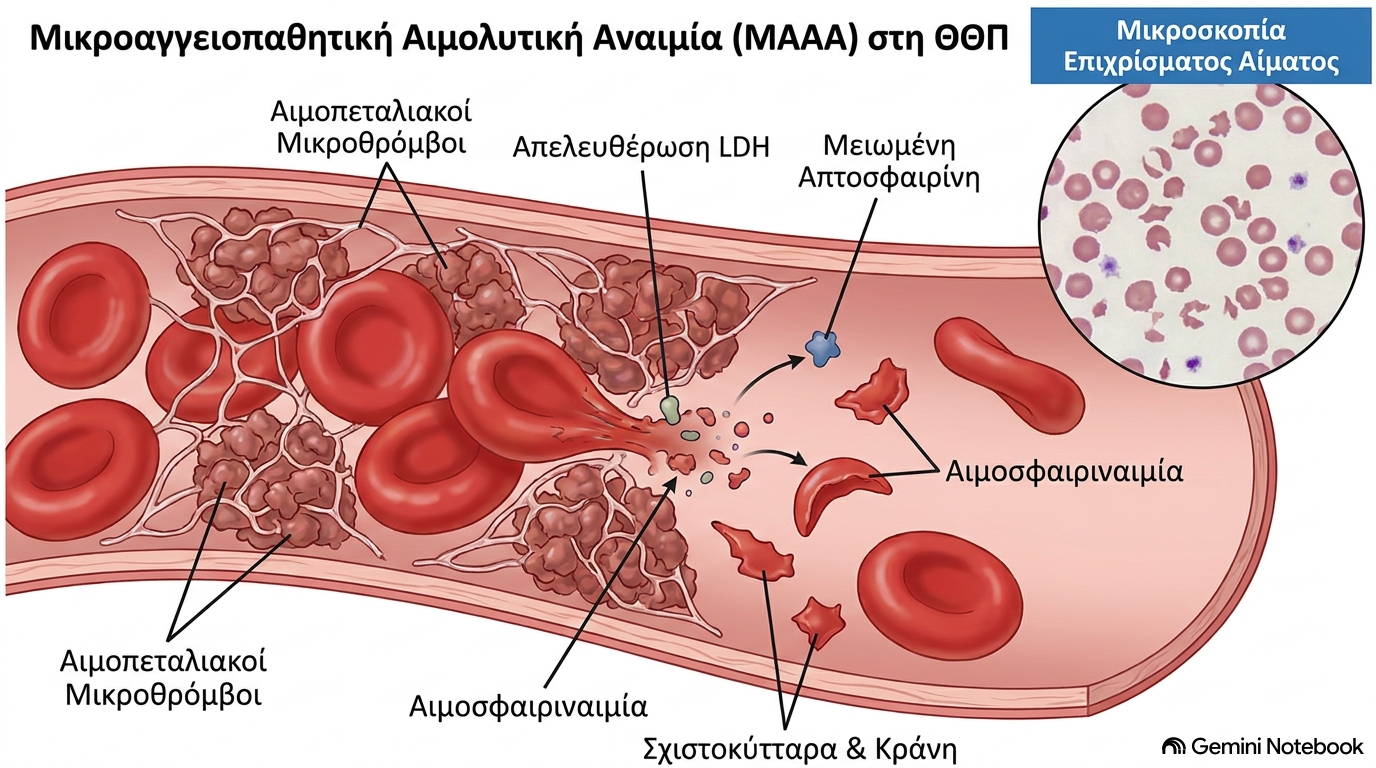 Μικροαγγειοπαθητική Αιμολυτική Αναιμία (ΜΑΑΑ) στη ΘΘΠ
Μικροσκοπία
Επιχρίσματος Αίματος
Αιμοπεταλιακοί
Μικροθρόμβοι
Απελευθέρωση LDH
Μειωμένη
Απτοσφαιρίνη
Αιμοσφαιριναιμία
Αιμοπεταλιακοί
Μικροθρόμβοι
Αιμοσφαιριναιμία
Σχιστοκύτταρα & Κράνη
Gemini Notebook